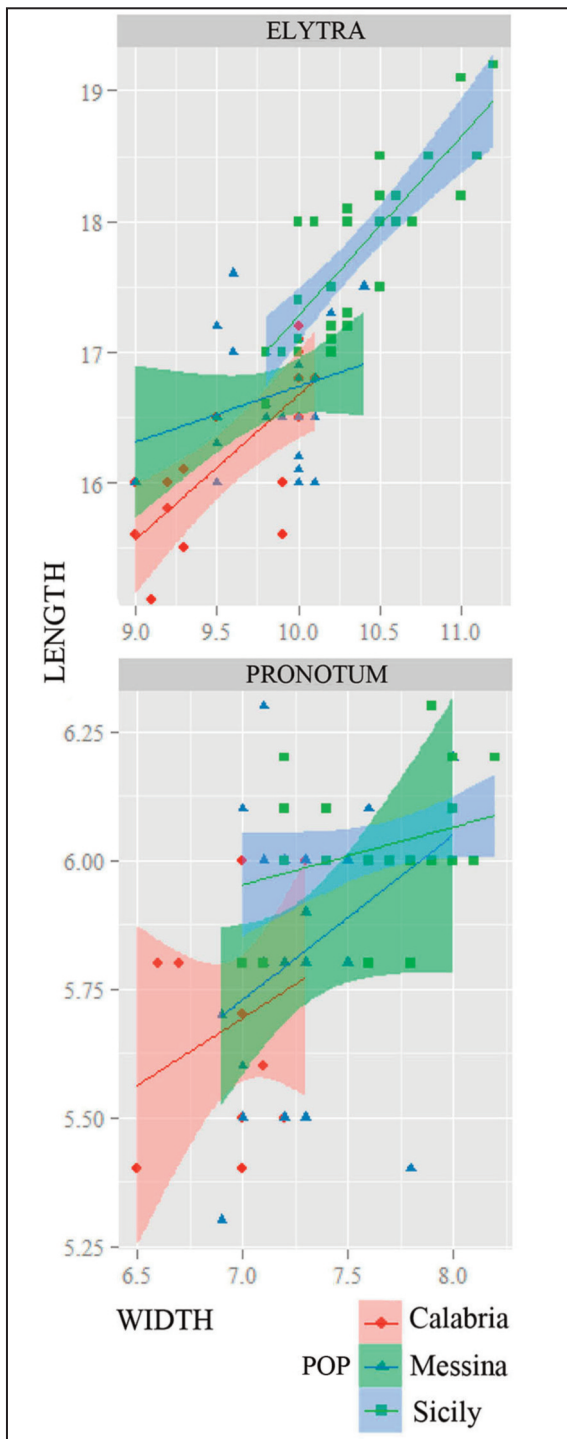 ELYTRA
19
18
17
16
9.0 9.5 10.0 10.5 11.0
LENGTH
PRONOTUM
6.25
6.00
5.75
5.50
5.25
6.5 7.0 7.5 8.0
WIDTH
POP
Calabria
Messina
Sicily